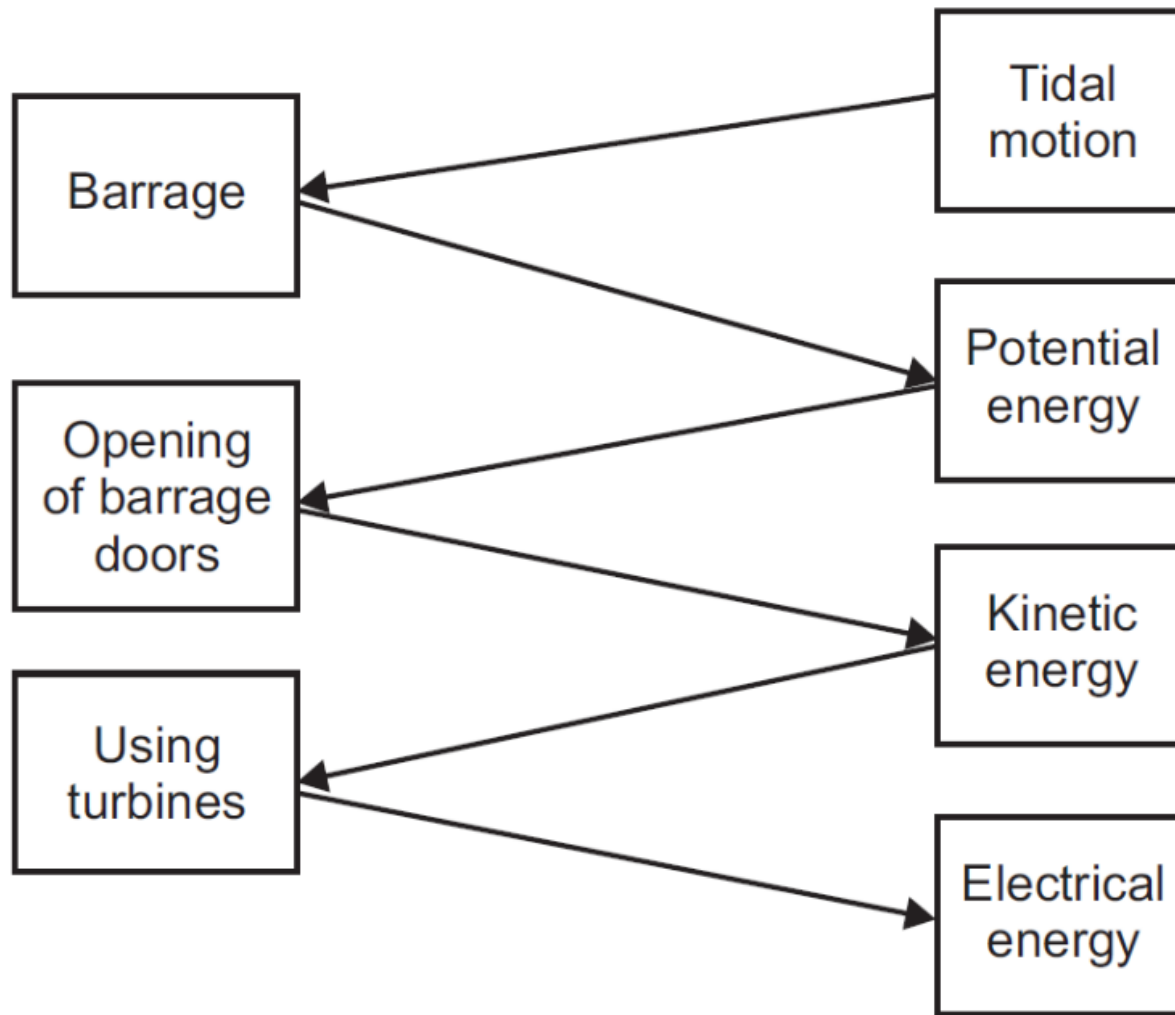 Tidal
motion
Barrage
Potential
energy
Opening
of barrage
doors
Kinetic
energy
Using
turbines
Electrical
energy